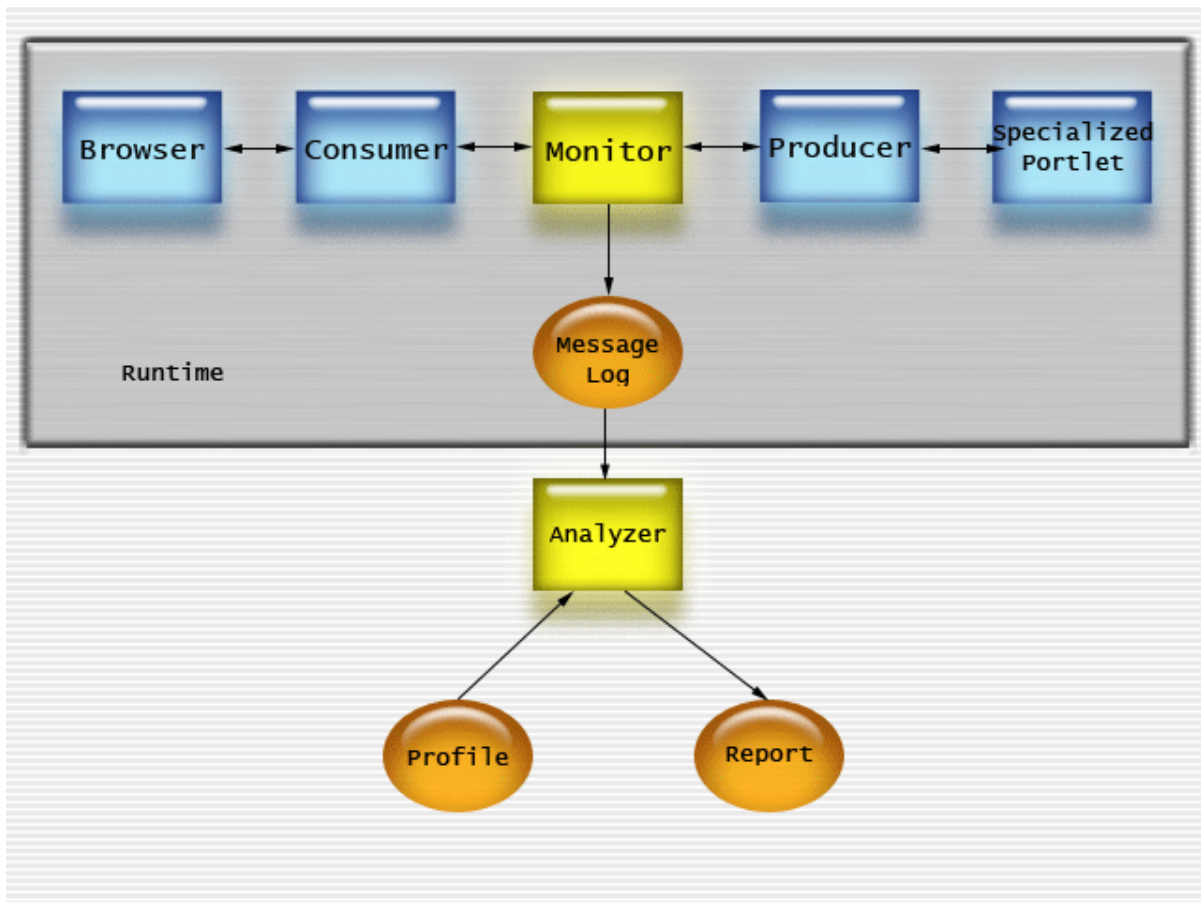 Browser
Consumer
Monitor
Producer
Specialized
Portlet
Message
Log
Runtime
Analyzer
Profile
Report